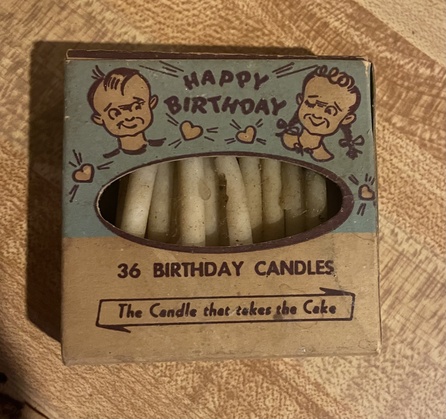 HAPPY
BIRTHDAY
36 BIRTHDAY CANDLES
The Candle that takes the Cake